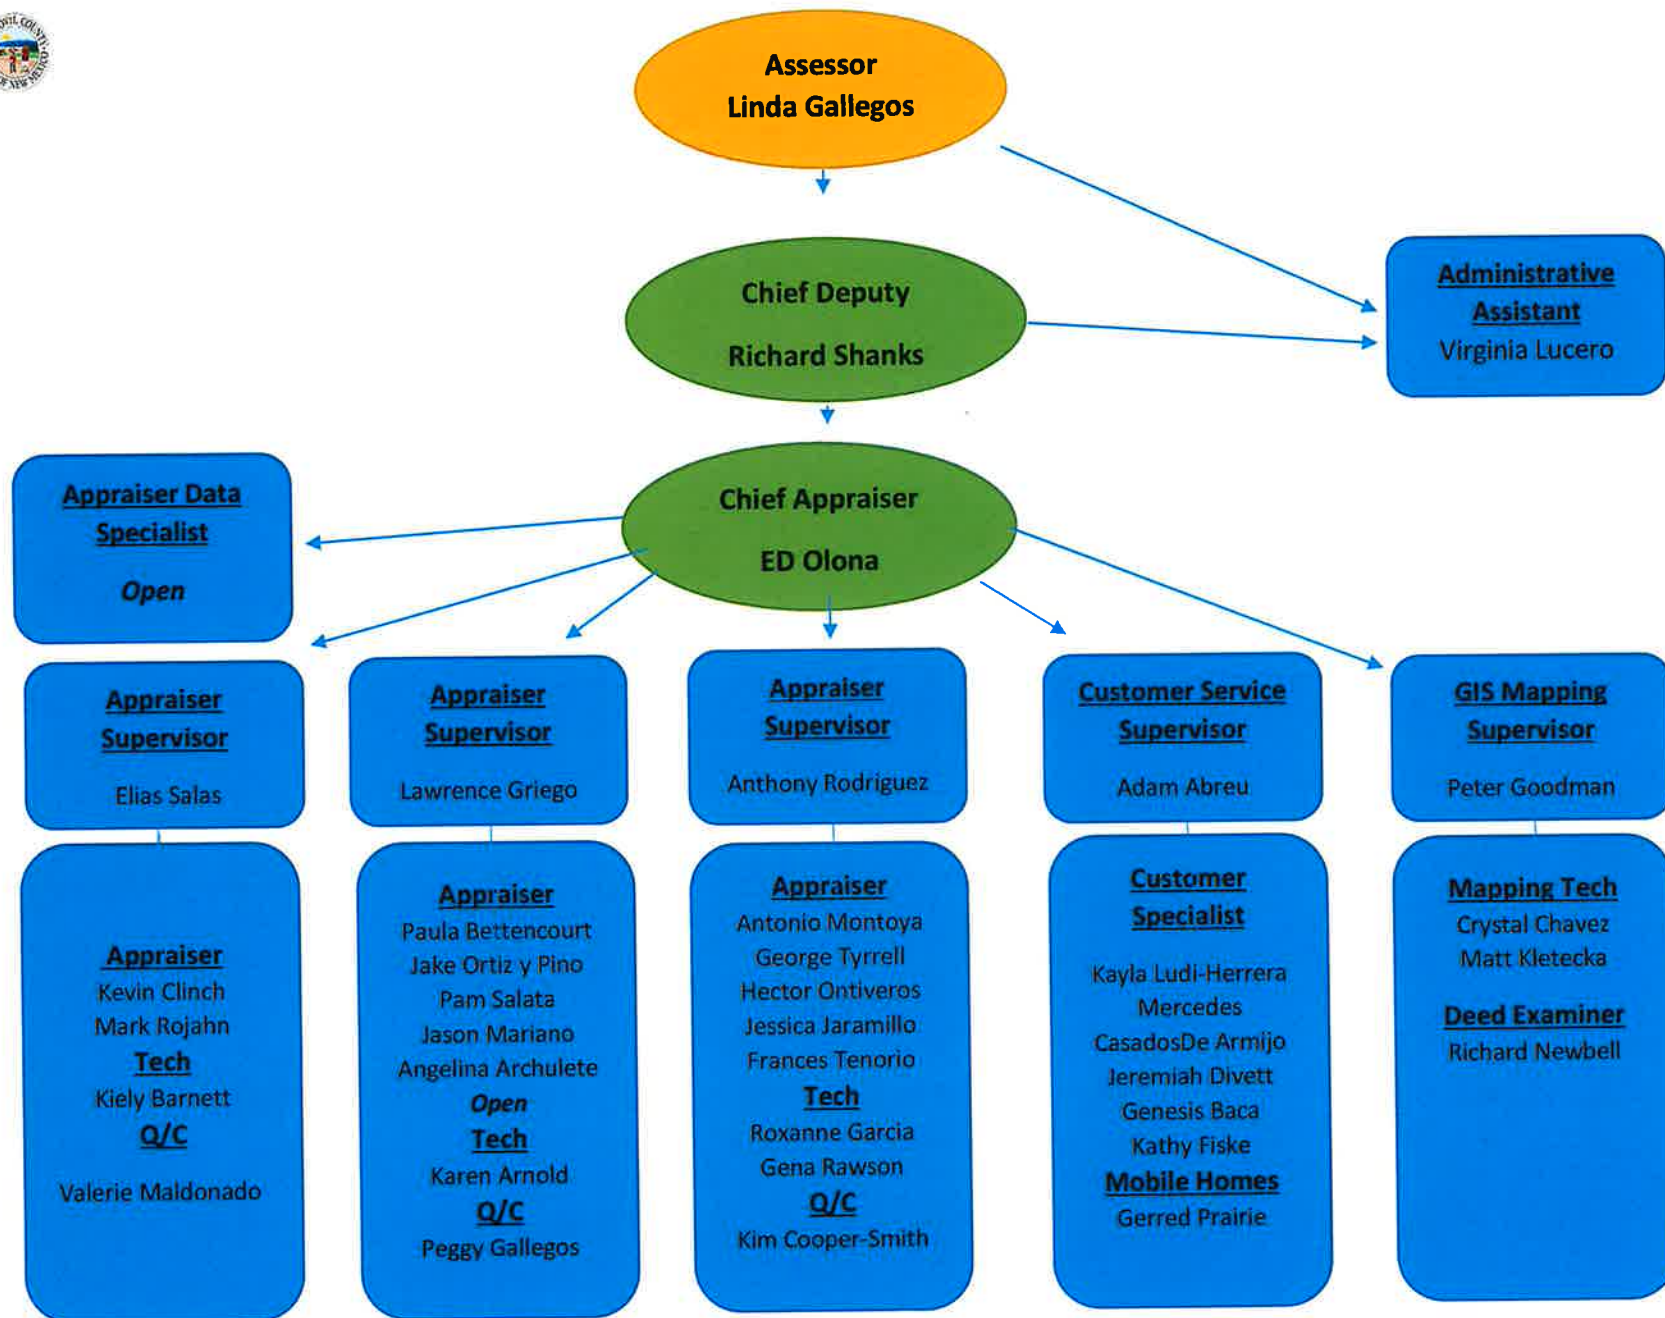 OVAL COUNTY
OF NEW MEXICO
Assessor
Linda Gallegos
Chief Deputy
Richard Shanks
Administrative
Assistant
Virginia Lucero
Chief Appraiser
ED Olona
Appraiser Data
Specialist
Open
Appraiser
Supervisor
Elias Salas
Appraiser
Supervisor
Lawrence Griego
Appraiser
Supervisor
Anthony Rodriguez
Customer Service
Supervisor
Adam Abreu
GIS Mapping
Supervisor
Peter Goodman
Appraiser
Kevin Clinch
Mark Rojahn
Tech
Kiely Barnett
Q/C
Valerie Maldonado
Appraiser
Paula Bettencourt
Jake Ortiz y Pino
Pam Salata
Jason Mariano
Angelina Archulete
Open
Tech
Karen Arnold
Q/C
Peggy Gallegos
Appraiser
Antonio Montoya
George Tyrrell
Hector Ontiveros
Jessica Jaramillo
Frances Tenorio
Tech
Roxanne Garcia
Gena Rawson
Q/C
Kim Cooper-Smith
Customer
Specialist
Kayla Ludi-Herrera
Mercedes
CasadosDe Armijo
Jeremiah Divett
Genesis Baca
Kathy Fiske
Mobile Homes
Gerred Prairie
Mapping Tech
Crystal Chavez
Matt Kletecka
Deed Examiner
Richard Newbell